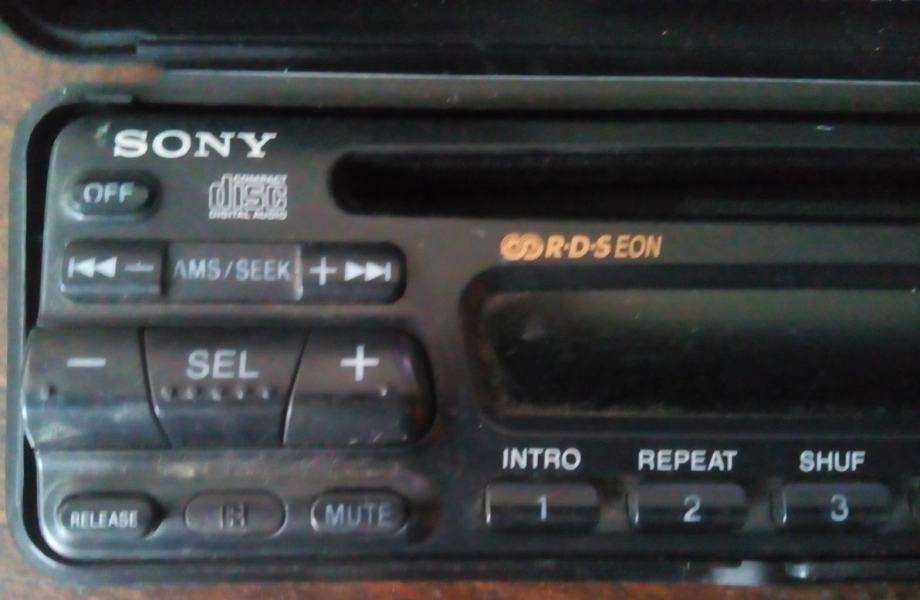 SONY
OFF
COMPACT
disc
DIGITAL AUDIO
R·D·S EON
− AMS/SEEK +
− SEL +
INTRO REPEAT SHUF
1 2 3
RELEASE MUTE